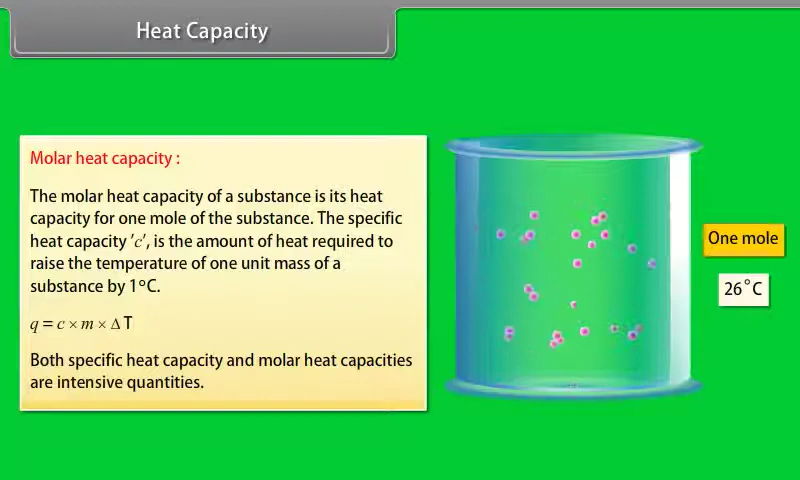 Heat Capacity
Molar heat capacity :
The molar heat capacity of a substance is its heat
capacity for one mole of the substance. The specific
heat capacity 'c', is the amount of heat required to
raise the temperature of one unit mass of a
substance by 1°C.
q = c × m × Δ T
Both specific heat capacity and molar heat capacities
are intensive quantities.
One mole
26°C